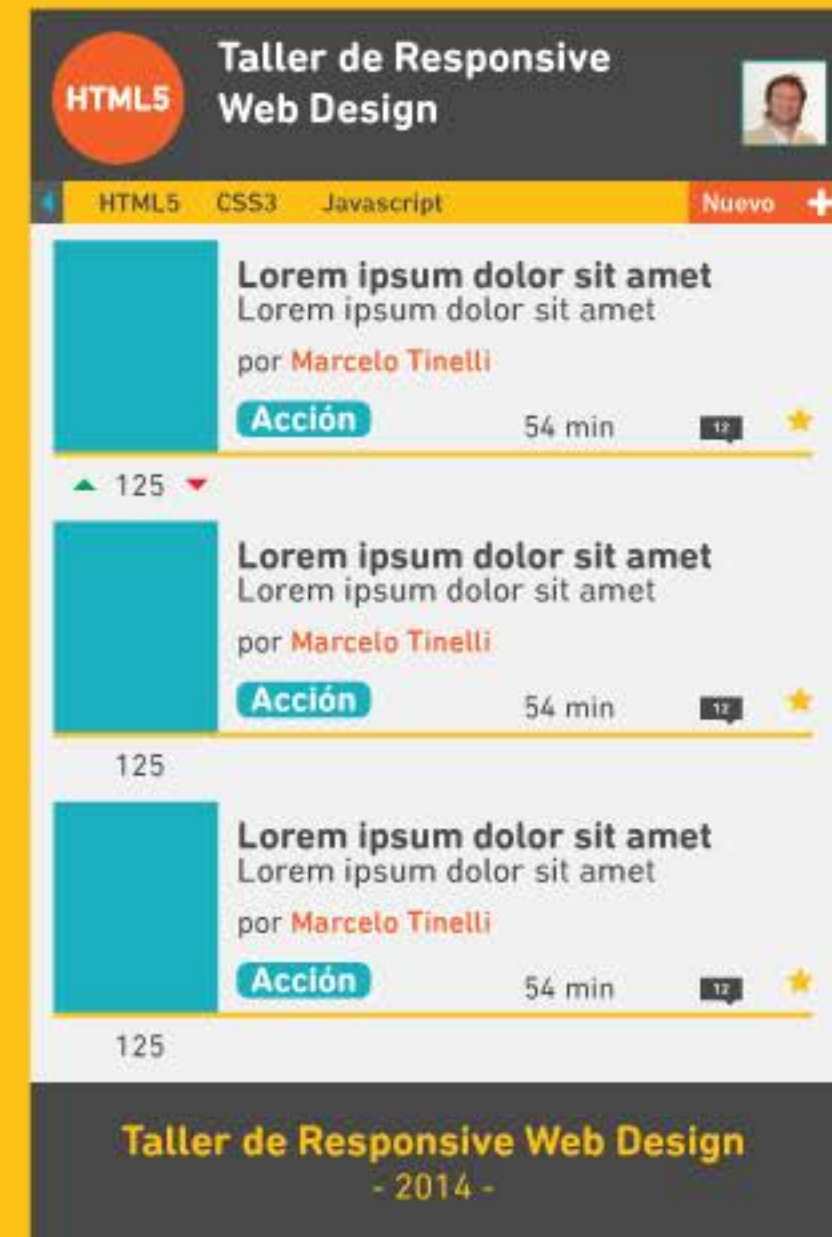 HTML5
Taller de Responsive
Web Design
HTML5 CSS3 Javascript Nuevo +
Lorem ipsum dolor sit amet
Lorem ipsum dolor sit amet
por Marcelo Tinelli
Acción 54 min 12
125
Lorem ipsum dolor sit amet
Lorem ipsum dolor sit amet
por Marcelo Tinelli
Acción 54 min 12
125
Lorem ipsum dolor sit amet
Lorem ipsum dolor sit amet
por Marcelo Tinelli
Acción 54 min 12
125
Taller de Responsive Web Design
- 2014 -